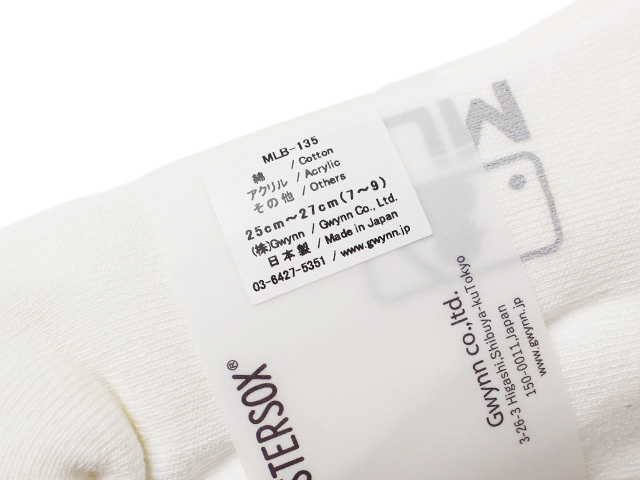 MLB-135
綿 / Cotton
アクリル / Acrylic
その他 / Others
25cm～27cm(7～9)
(株)Gwynn / Gwynn Co., Ltd.
日本製 / Made in Japan
03-6427-5351 / www.gwynn.jp
ML
STERSOX®
Gwynn co.,ltd.
3-26-3 Higashi,Shibuya-kuTokyo
150-0011,Japan
www.gwynn.jp